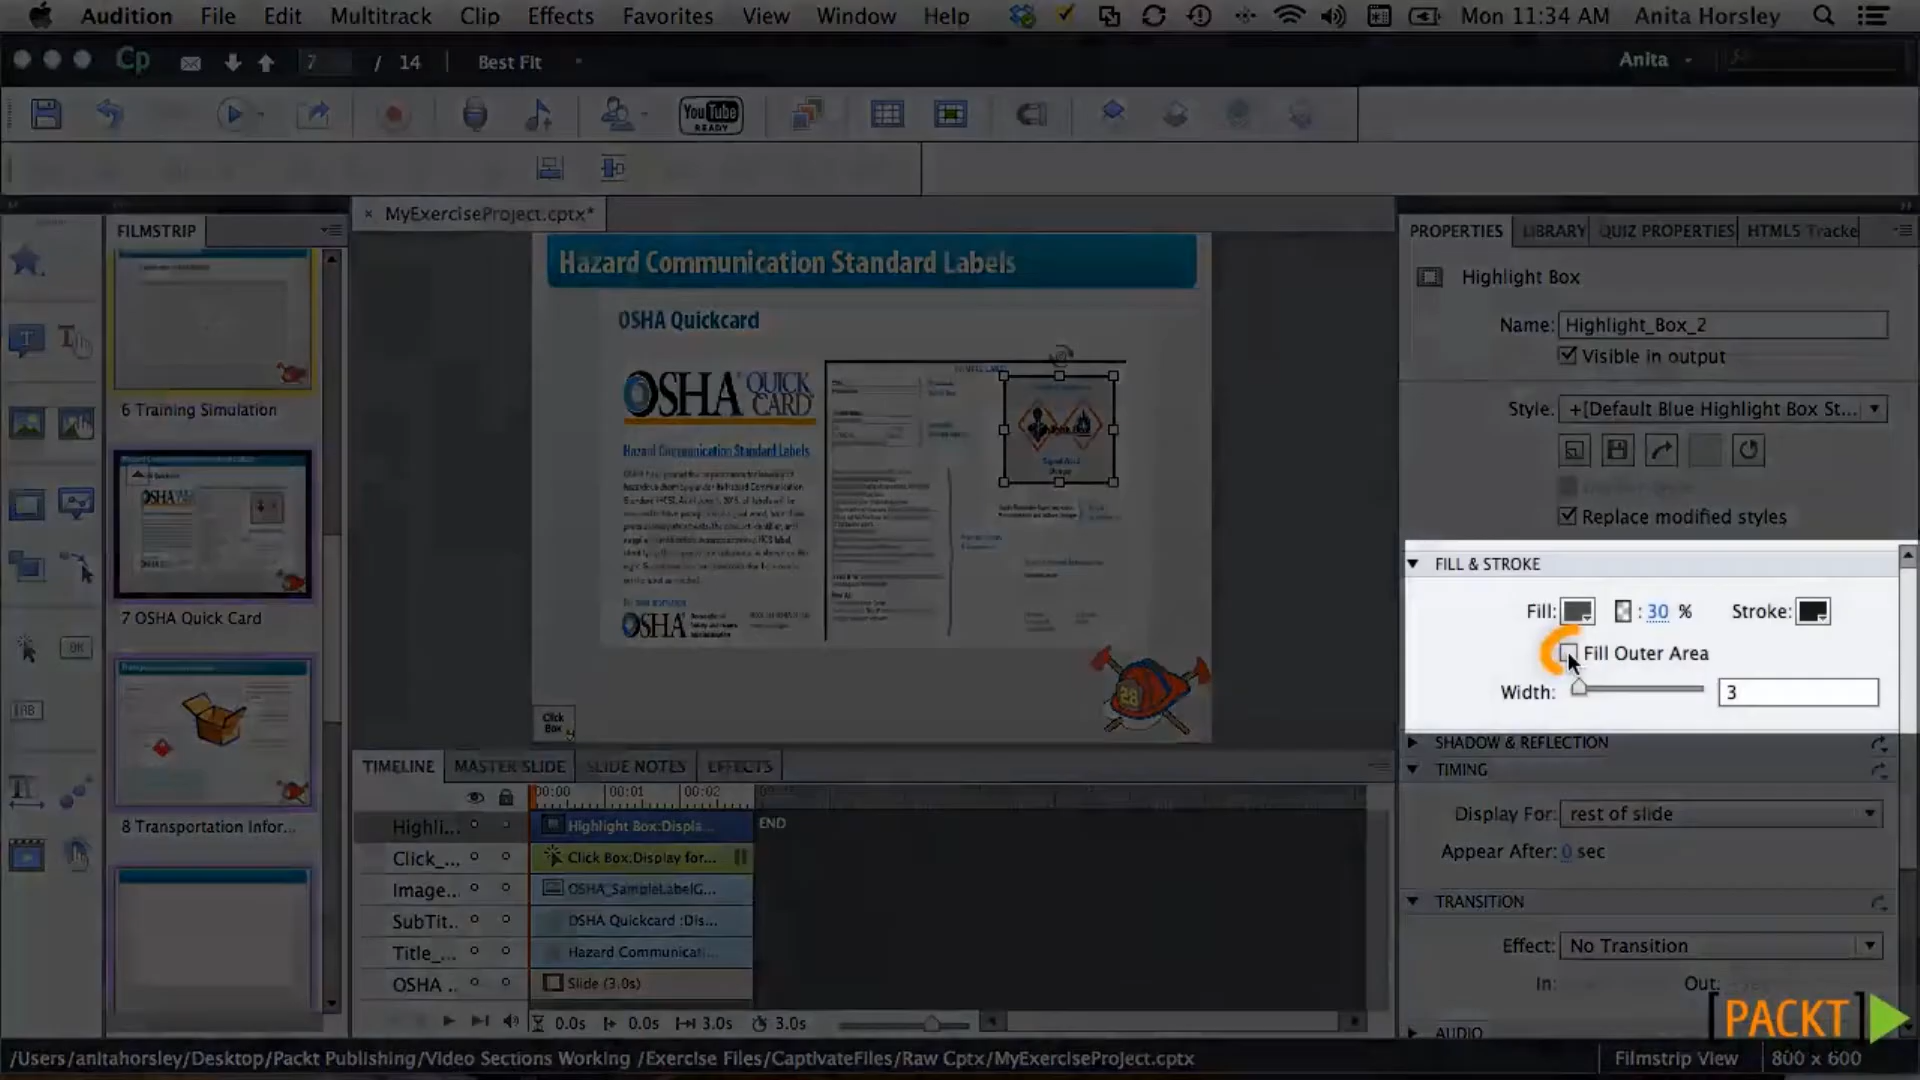 Audition File Edit Multitrack Clip Effects Favorites View Window Help Mon 11:34 AM Anita Horsley
Cp 7 / 14 Best Fit Anita
You Tube
READY
FILMSTRIP
MyExerciseProject.cptx*
PROPERTIES LIBRARY QUIZ PROPERTIES HTML5 Tracke
Hazard Communication Standard Labels
OSHA Quickcard
OSHA QUICK CARD
Hazard Communication Standard Labels
OSHA
28
Click Box
6 Training Simulation
7 OSHA Quick Card
8 Transportation Infor...
Highlight Box
Name: Highlight_Box_2
Visible in output
Style: +[Default Blue Highlight Box St...
Replace modified styles
FILL & STROKE
Fill: : 30 % Stroke:
Fill Outer Area
Width: 3
SHADOW & REFLECTION
TIMING
Display For: rest of slide
Appear After: 0 sec
TRANSITION
Effect: No Transition
In: Out:
AUDIO
TIMELINE MASTER SLIDE SLIDE NOTES EFFECTS
00:00 00:01 00:02
Highli... Highlight Box:Displa... END
Click_... Click Box:Display for...
Image... OSHA_SampleLabelG...
SubTit.. OSHA Quickcard :Dis...
Title_... Hazard Communicati...
OSHA .. Slide (3.0s)
0.0s 0.0s 3.0s 3.0s
[PACKT]
/Users/anitahorsley/Desktop/Packt Publishing/Video Sections Working /Exercise Files/CaptivateFiles/Raw Cptx/MyExerciseProject.cptx Filmstrip View 800 x 600